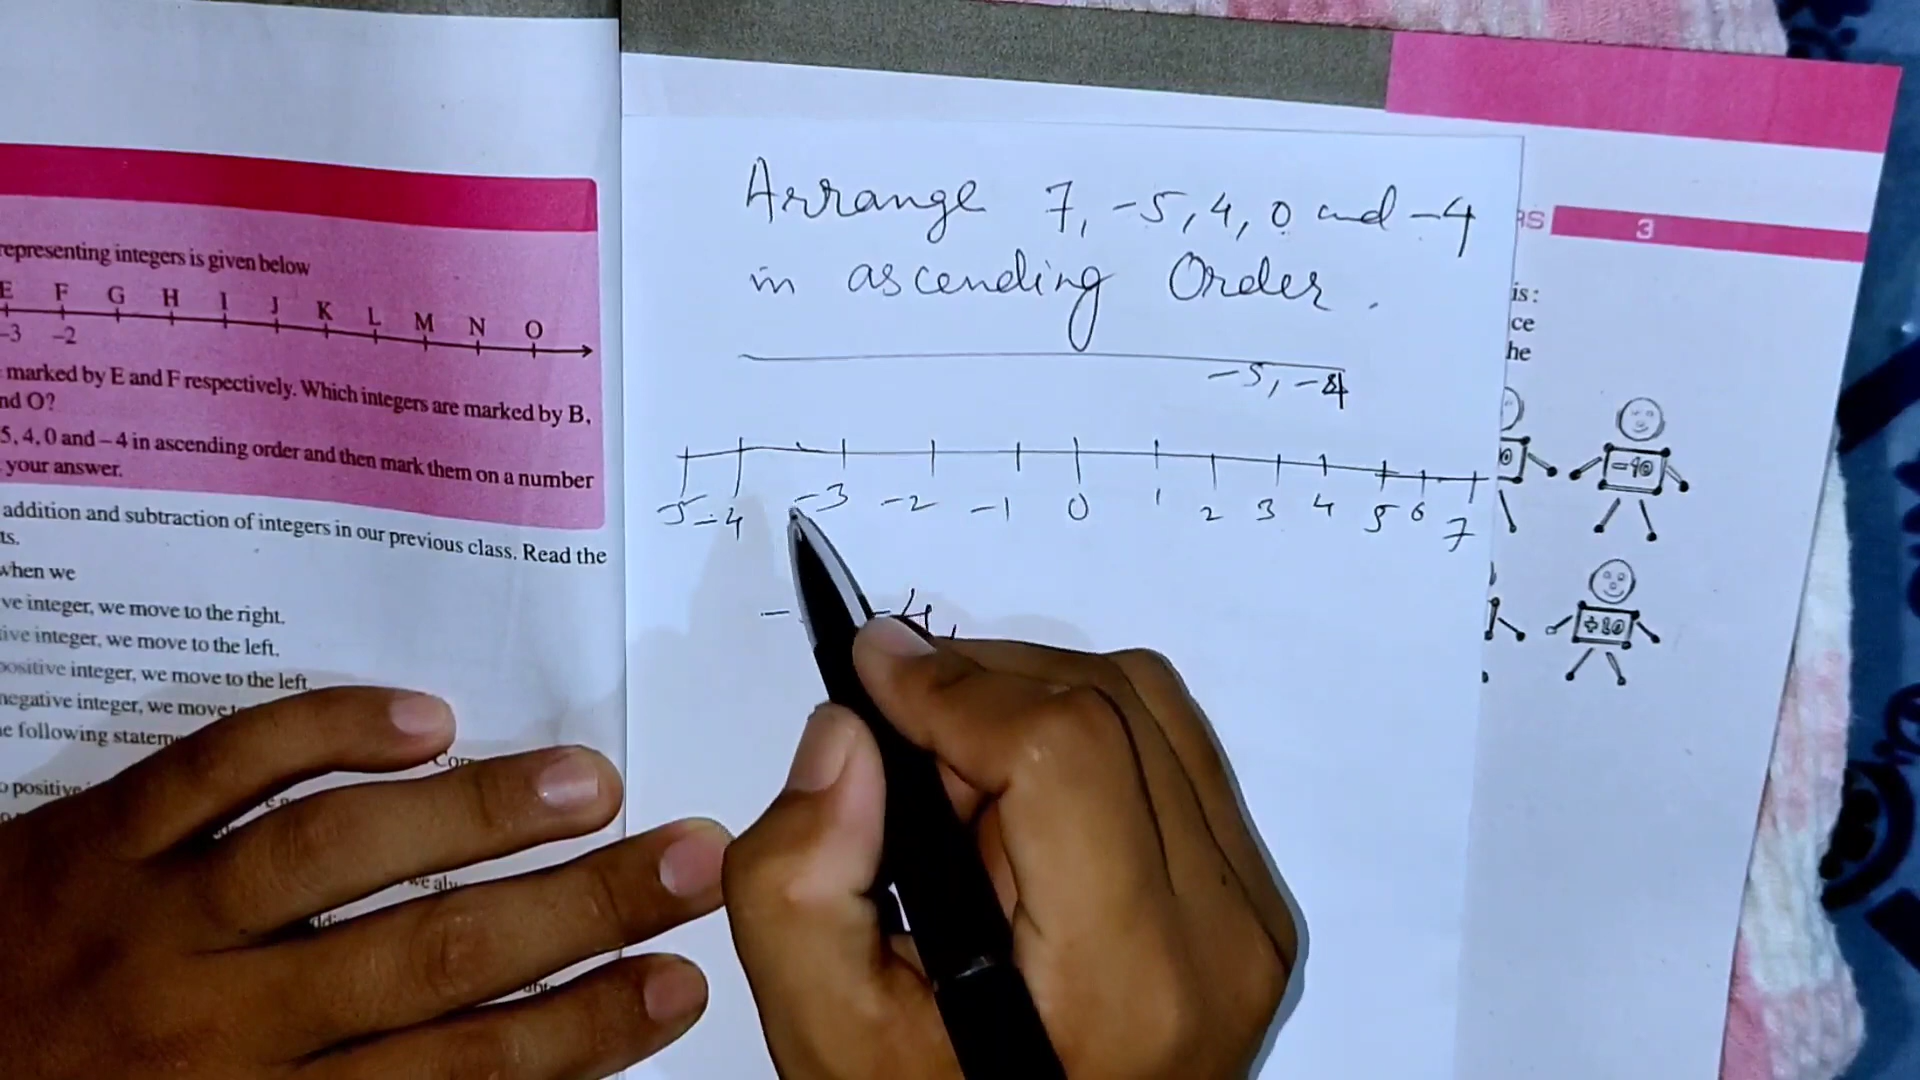 representing integers is given below
E F G H I J K L M N O
-3 -2
marked by E and F respectively. Which integers are marked by B,
nd O?
5, 4, 0 and – 4 in ascending order and then mark them on a number
your answer.
addition and subtraction of integers in our previous class. Read the
ts.
when we
ve integer, we move to the right.
tive integer, we move to the left.
positive integer, we move to the left.
negative integer, we move
he following statem
o positive
we
Arrange 7, -5, 4, 0 and -4
in ascending Order.
-5, -4
5 -4 -3 -2 -1 0 1 2 3 4 5 6 7
-4,
RS 3
is:
ce
he
0 -10
+10